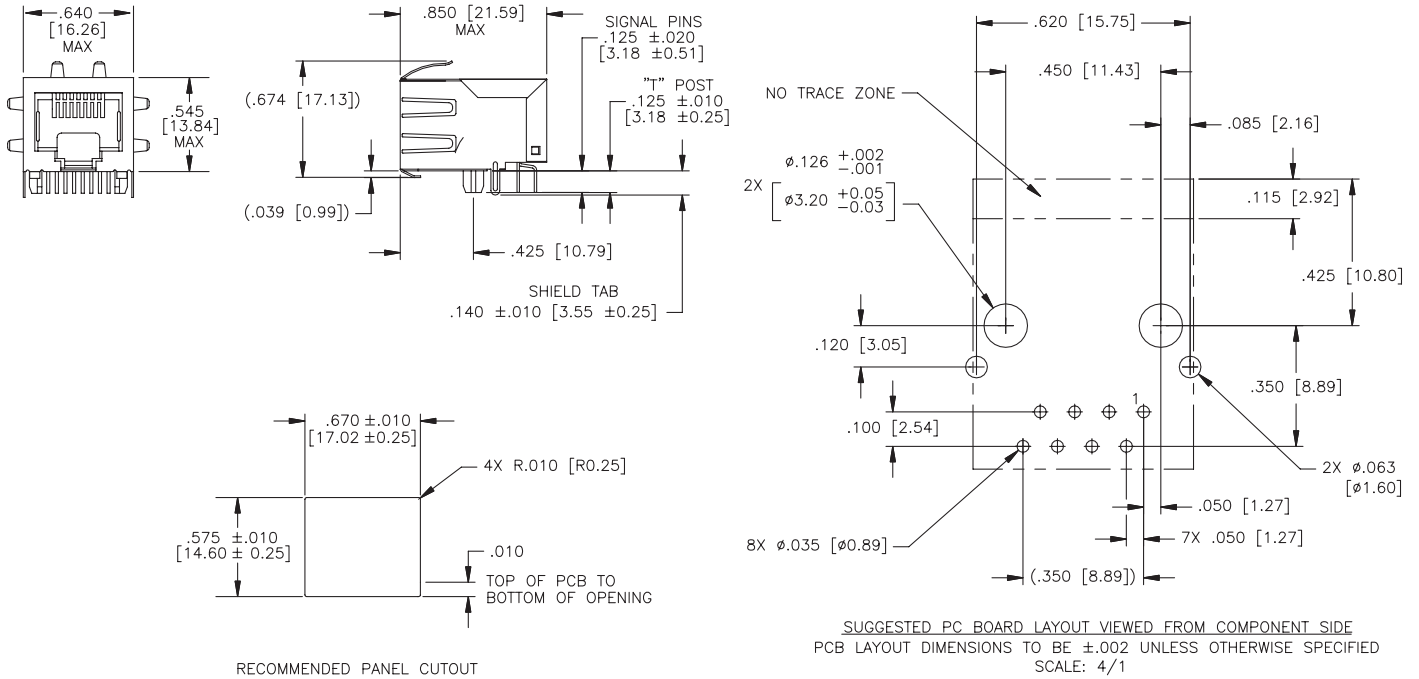 .640
[16.26]
MAX
.545
[13.84]
MAX
.850 [21.59]
MAX
SIGNAL PINS
.125 ±.020
[3.18 ±0.51]
"T" POST
.125 ±.010
[3.18 ±0.25]
(.674 [17.13])
(.039 [0.99])
.425 [10.79]
SHIELD TAB
.140 ±.010 [3.55 ±0.25]
.670 ±.010
[17.02 ±0.25]
4X R.010 [R0.25]
.575 ±.010
[14.60 ± 0.25]
.010
TOP OF PCB TO
BOTTOM OF OPENING
RECOMMENDED PANEL CUTOUT
.620 [15.75]
.450 [11.43]
NO TRACE ZONE
.085 [2.16]
2X ø.126 +.002 -.001
[ø3.20 +0.05 -0.03]
.115 [2.92]
.425 [10.80]
.120 [3.05]
.350 [8.89]
1
.100 [2.54]
2X ø.063
[ø1.60]
.050 [1.27]
8X ø.035 [ø0.89]
7X .050 [1.27]
(.350 [8.89])
SUGGESTED PC BOARD LAYOUT VIEWED FROM COMPONENT SIDE
PCB LAYOUT DIMENSIONS TO BE ±.002 UNLESS OTHERWISE SPECIFIED
SCALE: 4/1